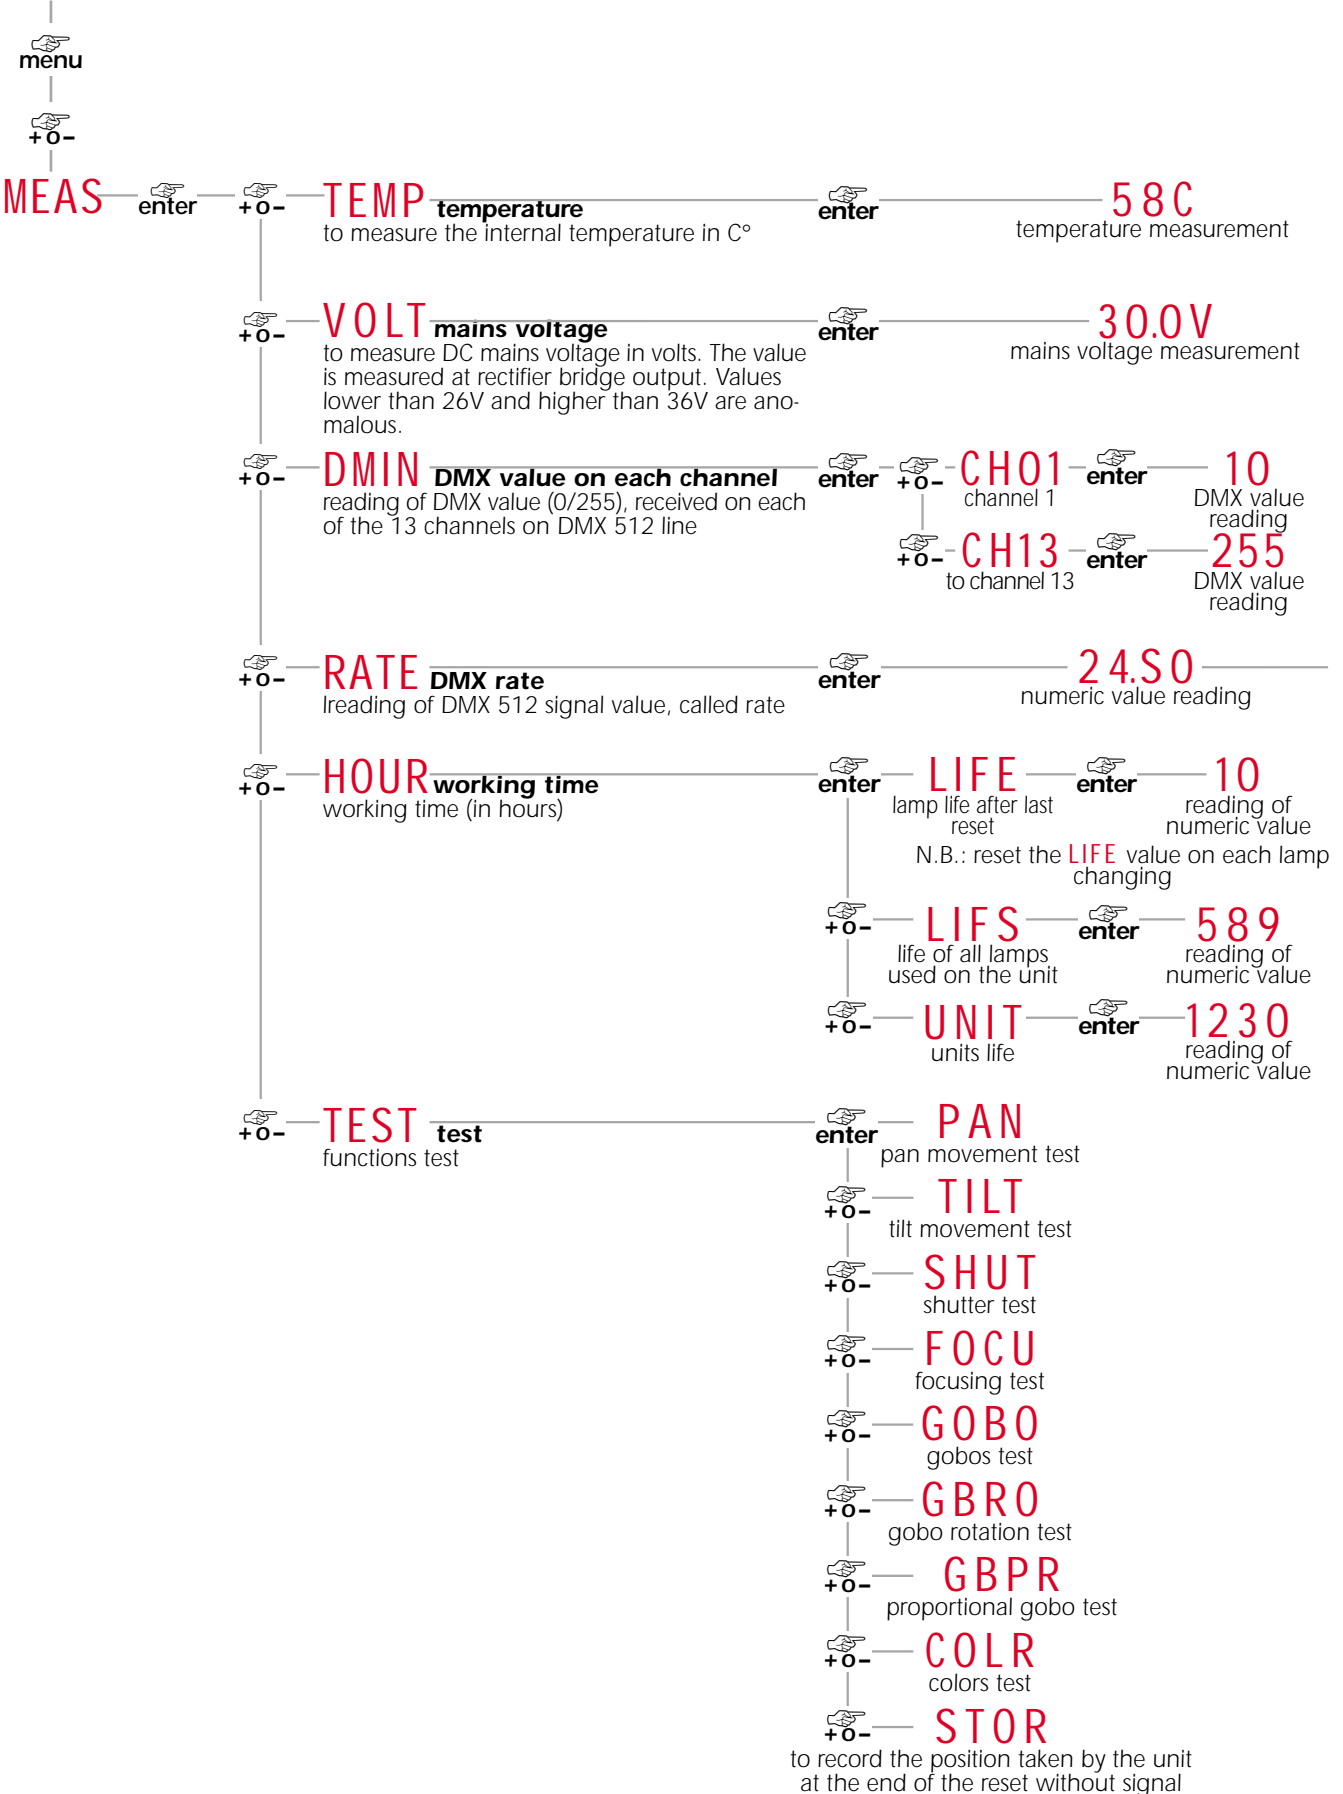 menu
+o-
MEAS enter +o- TEMP temperature enter 58C
to measure the internal temperature in C°
temperature measurement
+o- VOLT mains voltage enter 30.0V
to measure DC mains voltage in volts. The value
is measured at rectifier bridge output. Values
lower than 26V and higher than 36V are ano-
malous.
mains voltage measurement
+o- DMIN DMX value on each channel enter +o- CH01 enter 10
reading of DMX value (0/255), received on each
of the 13 channels on DMX 512 line
channel 1
DMX value
reading
+o- CH13 enter 255
to channel 13
DMX value
reading
+o- RATE DMX rate enter 24.S0
lreading of DMX 512 signal value, called rate
numeric value reading
+o- HOUR working time enter LIFE enter 10
working time (in hours)
lamp life after last
reset
reading of
numeric value
N.B.: reset the LIFE value on each lamp
changing
+o- LIFS enter 589
life of all lamps
used on the unit
reading of
numeric value
+o- UNIT enter 1230
units life
reading of
numeric value
+o- TEST test enter PAN
functions test
pan movement test
+o- TILT
tilt movement test
+o- SHUT
shutter test
+o- FOCU
focusing test
+o- GOBO
gobos test
+o- GBRO
gobo rotation test
+o- GBPR
proportional gobo test
+o- COLR
colors test
+o- STOR
to record the position taken by the unit
at the end of the reset without signal